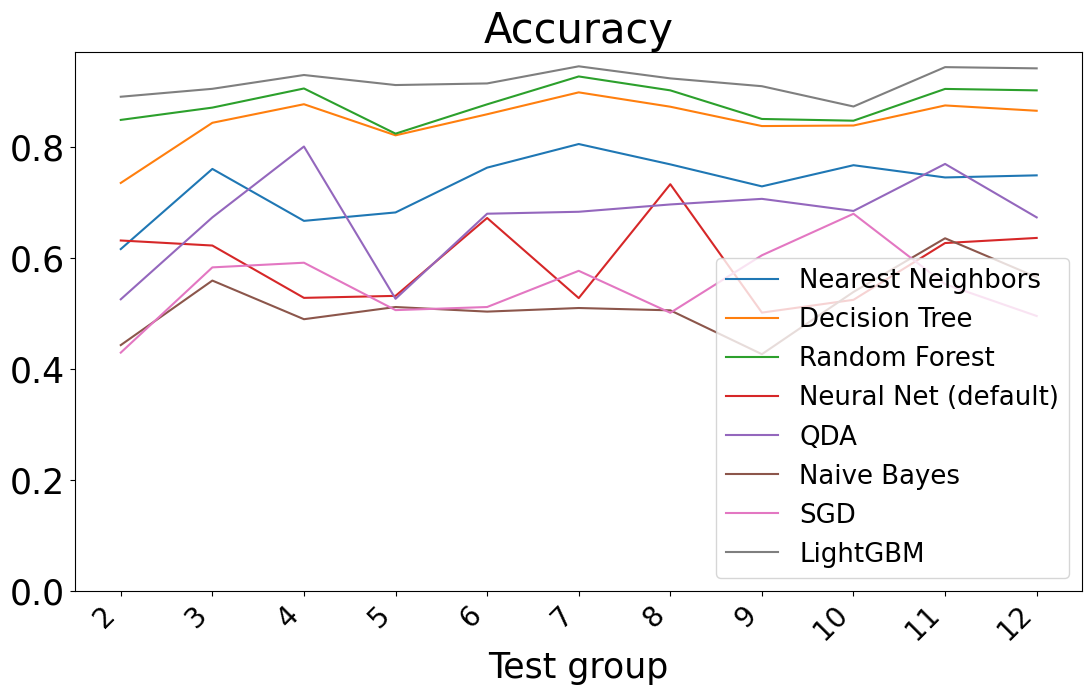 Accuracy
0.8
0.6
0.4
0.2
0.0
Nearest Neighbors
Decision Tree
Random Forest
Neural Net (default)
QDA
Naive Bayes
SGD
LightGBM
2 3 4 5 6 7 8 9 10 11 12
Test group